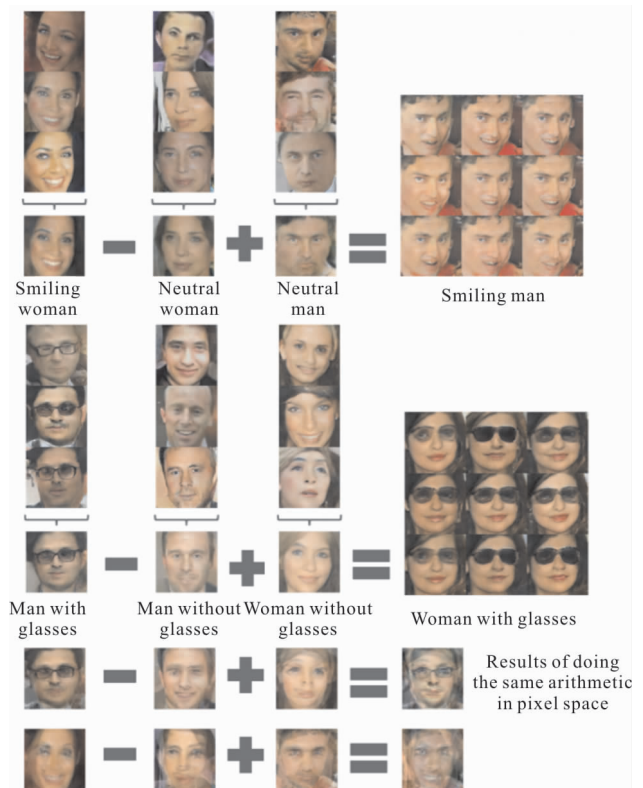 Smiling
woman
Neutral
woman
Neutral
man
Smiling man
Man with
glasses
Man without
glasses
Woman without
glasses
Woman with glasses
Results of doing
the same arithmetic
in pixel space